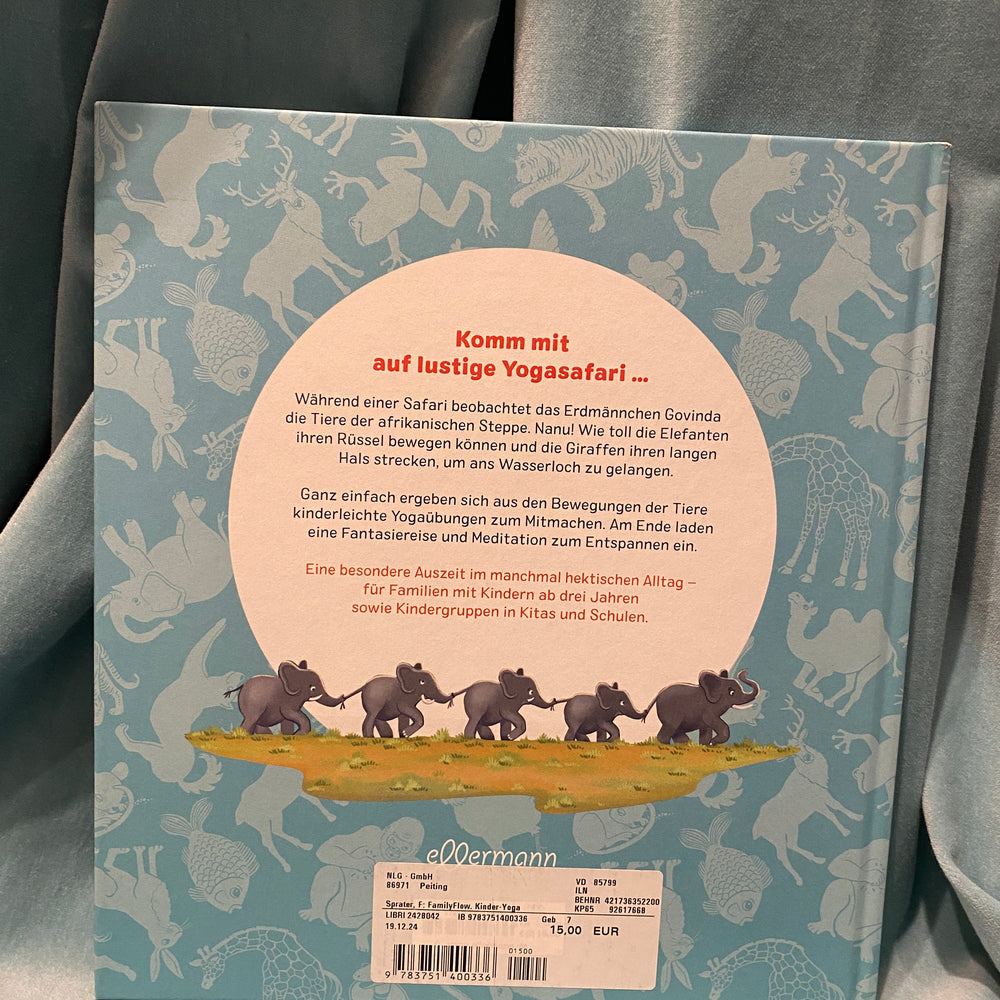 Komm mit
auf lustige Yogasafari ...
Während einer Safari beobachtet das Erdmännchen Govinda
die Tiere der afrikanischen Steppe. Nanu! Wie toll die Elefanten
ihren Rüssel bewegen können und die Giraffen ihren langen
Hals strecken, um ans Wasserloch zu gelangen.
Ganz einfach ergeben sich aus den Bewegungen der Tiere
kinderleichte Yogaübungen zum Mitmachen. Am Ende laden
eine Fantasiereise und Meditation zum Entspannen ein.
Eine besondere Auszeit im manchmal hektischen Alltag –
für Familien mit Kindern ab drei Jahren
sowie Kindergruppen in Kitas und Schulen.
ellermann
NLG · GmbH VD 85799
86971 Peiting ILN
BEHNR 421736352200
Sprater, F: FamilyFlow. Kinder-Yoga KP65 92617668
LIBRI 2428042 IB 9783751400336 Geb 7
19.12.24 15,00 EUR
01500
9 783751 400336